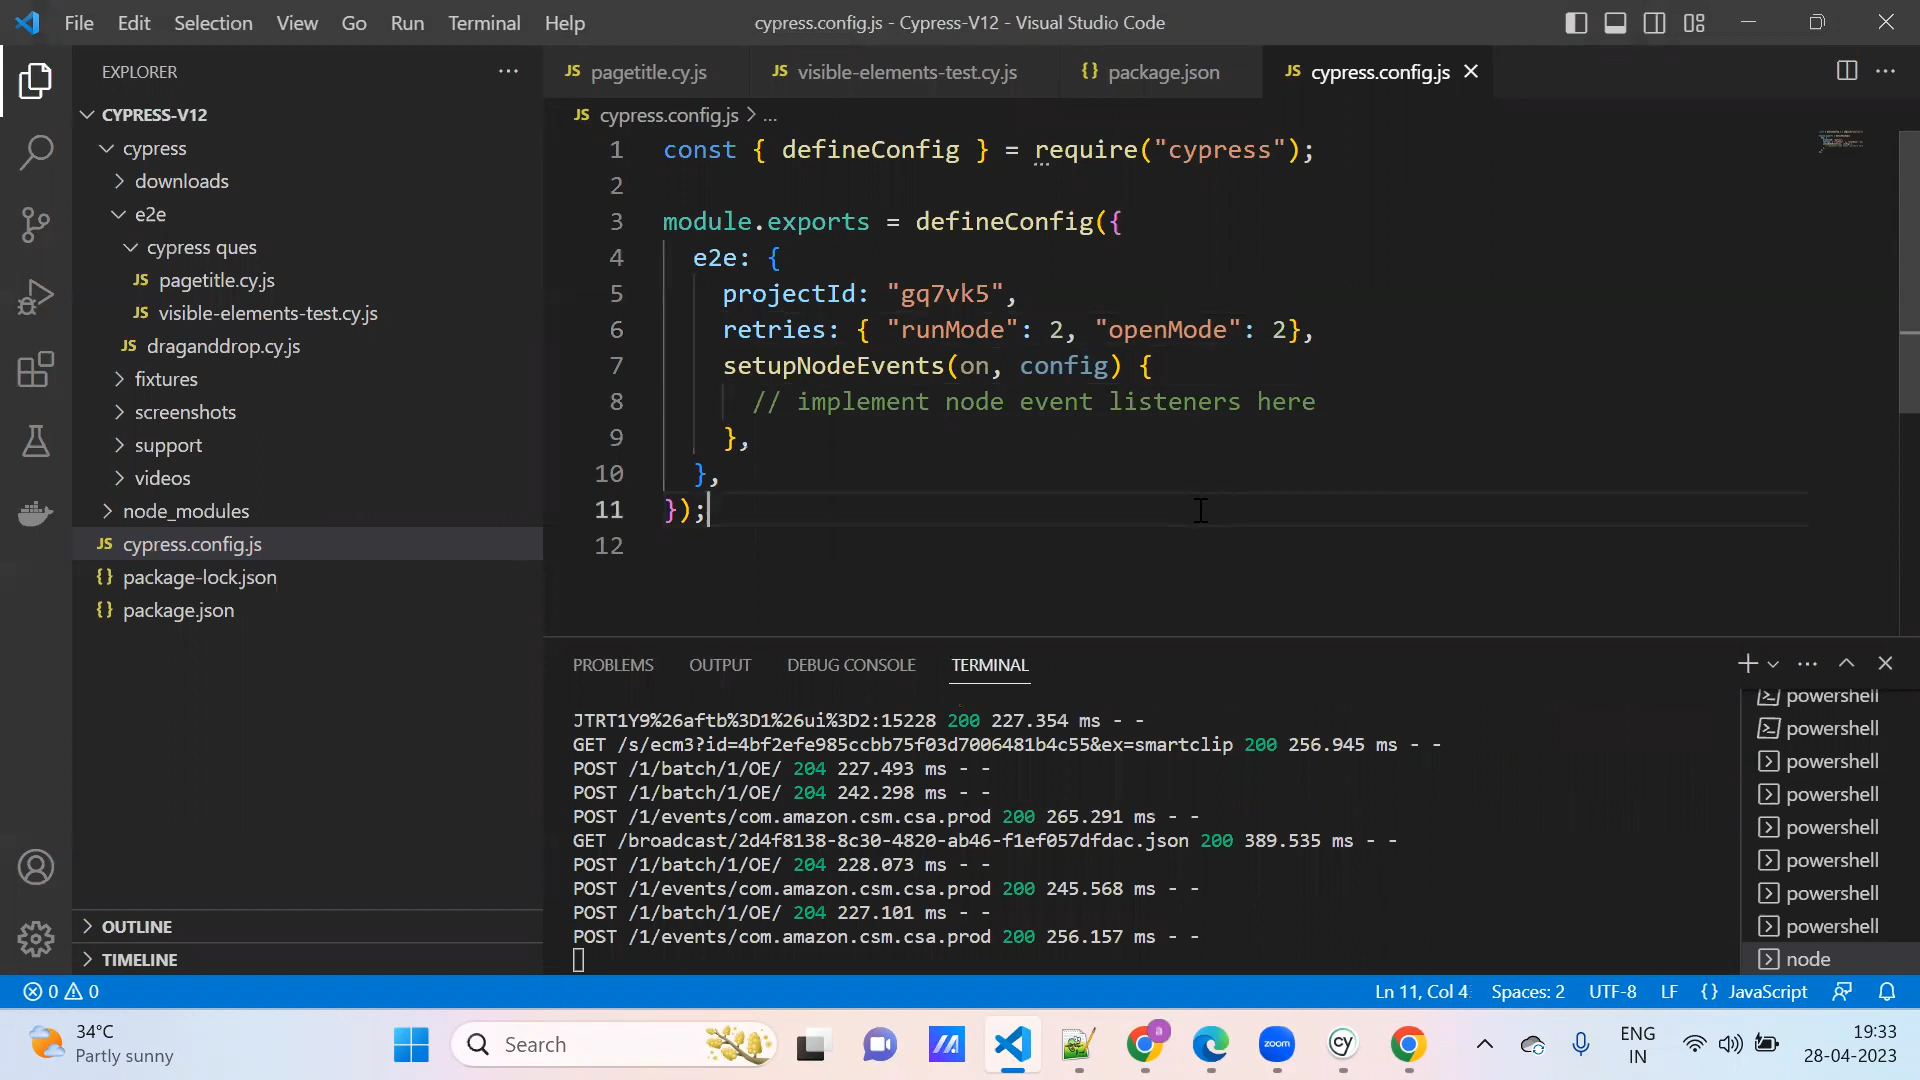 File Edit Selection View Go Run Terminal Help
cypress.config.js - Cypress-V12 - Visual Studio Code
EXPLORER
CYPRESS-V12
cypress
downloads
e2e
cypress ques
JS pagetitle.cy.js
JS visible-elements-test.cy.js
JS draganddrop.cy.js
fixtures
screenshots
support
videos
node_modules
JS cypress.config.js
{} package-lock.json
{} package.json
OUTLINE
TIMELINE
JS pagetitle.cy.js
JS visible-elements-test.cy.js
{} package.json
JS cypress.config.js
JS cypress.config.js > ...
1 const { defineConfig } = require("cypress");
2
3 module.exports = defineConfig({
4 e2e: {
5 projectId: "gq7vk5",
6 retries: { "runMode": 2, "openMode": 2},
7 setupNodeEvents(on, config) {
8 // implement node event listeners here
9 },
10 },
11 });
12
PROBLEMS OUTPUT DEBUG CONSOLE TERMINAL
JTRT1Y9%26aftb%3D1%26ui%3D2:15228 200 227.354 ms - -
GET /s/ecm3?id=4bf2efe985ccbb75f03d7006481b4c55&ex=smartclip 200 256.945 ms - -
POST /1/batch/1/OE/ 204 227.493 ms - -
POST /1/batch/1/OE/ 204 242.298 ms - -
POST /1/events/com.amazon.csm.csa.prod 200 265.291 ms - -
GET /broadcast/2d4f8138-8c30-4820-ab46-f1ef057dfdac.json 200 389.535 ms - -
POST /1/batch/1/OE/ 204 228.073 ms - -
POST /1/events/com.amazon.csm.csa.prod 200 245.568 ms - -
POST /1/batch/1/OE/ 204 227.101 ms - -
POST /1/events/com.amazon.csm.csa.prod 200 256.157 ms - -
powershell
powershell
powershell
powershell
powershell
powershell
powershell
powershell
node
0 0
Ln 11, Col 4 Spaces: 2 UTF-8 LF {} JavaScript
34°C
Partly sunny
Search
a
zoom
cy
ENG
IN
19:33
28-04-2023